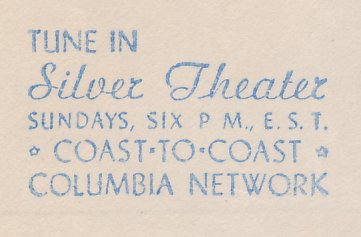 TUNE IN
Silver Theater
SUNDAYS, SIX P M., E. S. T.
☆ COAST-TO-COAST ☆
COLUMBIA NETWORK